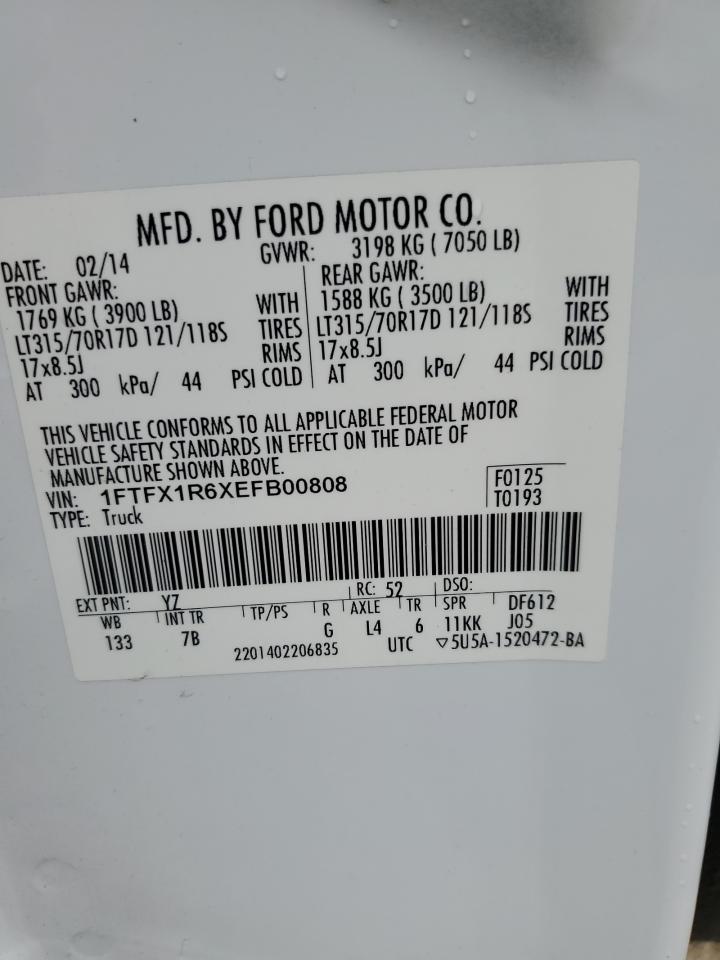 MFD. BY FORD MOTOR CO.
DATE: 02/14 GVWR: 3198 KG ( 7050 LB)
FRONT GAWR: REAR GAWR:
1769 KG ( 3900 LB) WITH 1588 KG ( 3500 LB) WITH
LT315/70R17D 121/118S TIRES LT315/70R17D 121/118S TIRES
17x8.5J RIMS 17x8.5J RIMS
AT 300 kPa/ 44 PSI COLD AT 300 kPa/ 44 PSI COLD
THIS VEHICLE CONFORMS TO ALL APPLICABLE FEDERAL MOTOR
VEHICLE SAFETY STANDARDS IN EFFECT ON THE DATE OF
MANUFACTURE SHOWN ABOVE.
VIN: 1FTFX1R6XEFB00808 F0125
TYPE: Truck T0193
EXT PNT: YZ RC: 52 DSO:
WB INT TR TP/PS R AXLE TR SPR DF612
133 7B G L4 6 11KK J05
2201402206835 UTC ▽5U5A-1520472-BA